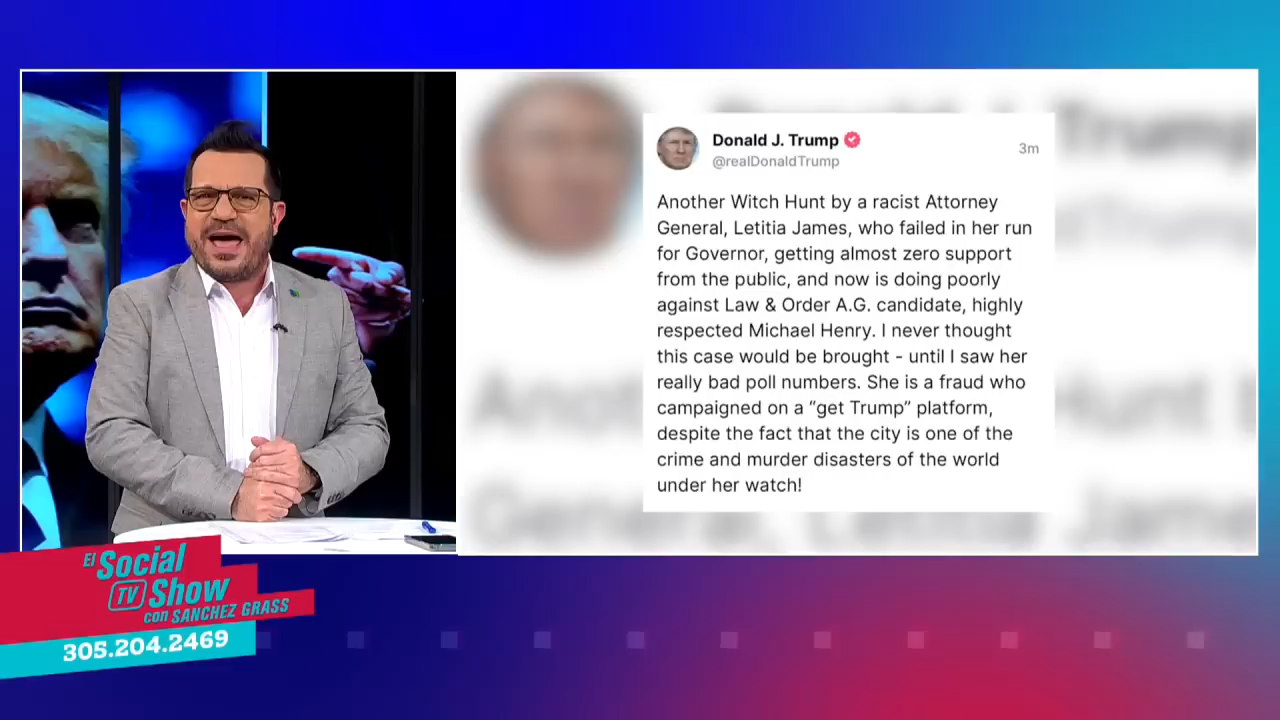 Donald J. Trump
@realDonaldTrump
3m
Another Witch Hunt by a racist Attorney
General, Letitia James, who failed in her run
for Governor, getting almost zero support
from the public, and now is doing poorly
against Law & Order A.G. candidate, highly
respected Michael Henry. I never thought
this case would be brought - until I saw her
really bad poll numbers. She is a fraud who
campaigned on a “get Trump” platform,
despite the fact that the city is one of the
crime and murder disasters of the world
under her watch!
El Social
TV Show
con SANCHEZ GRASS
305.204.2469